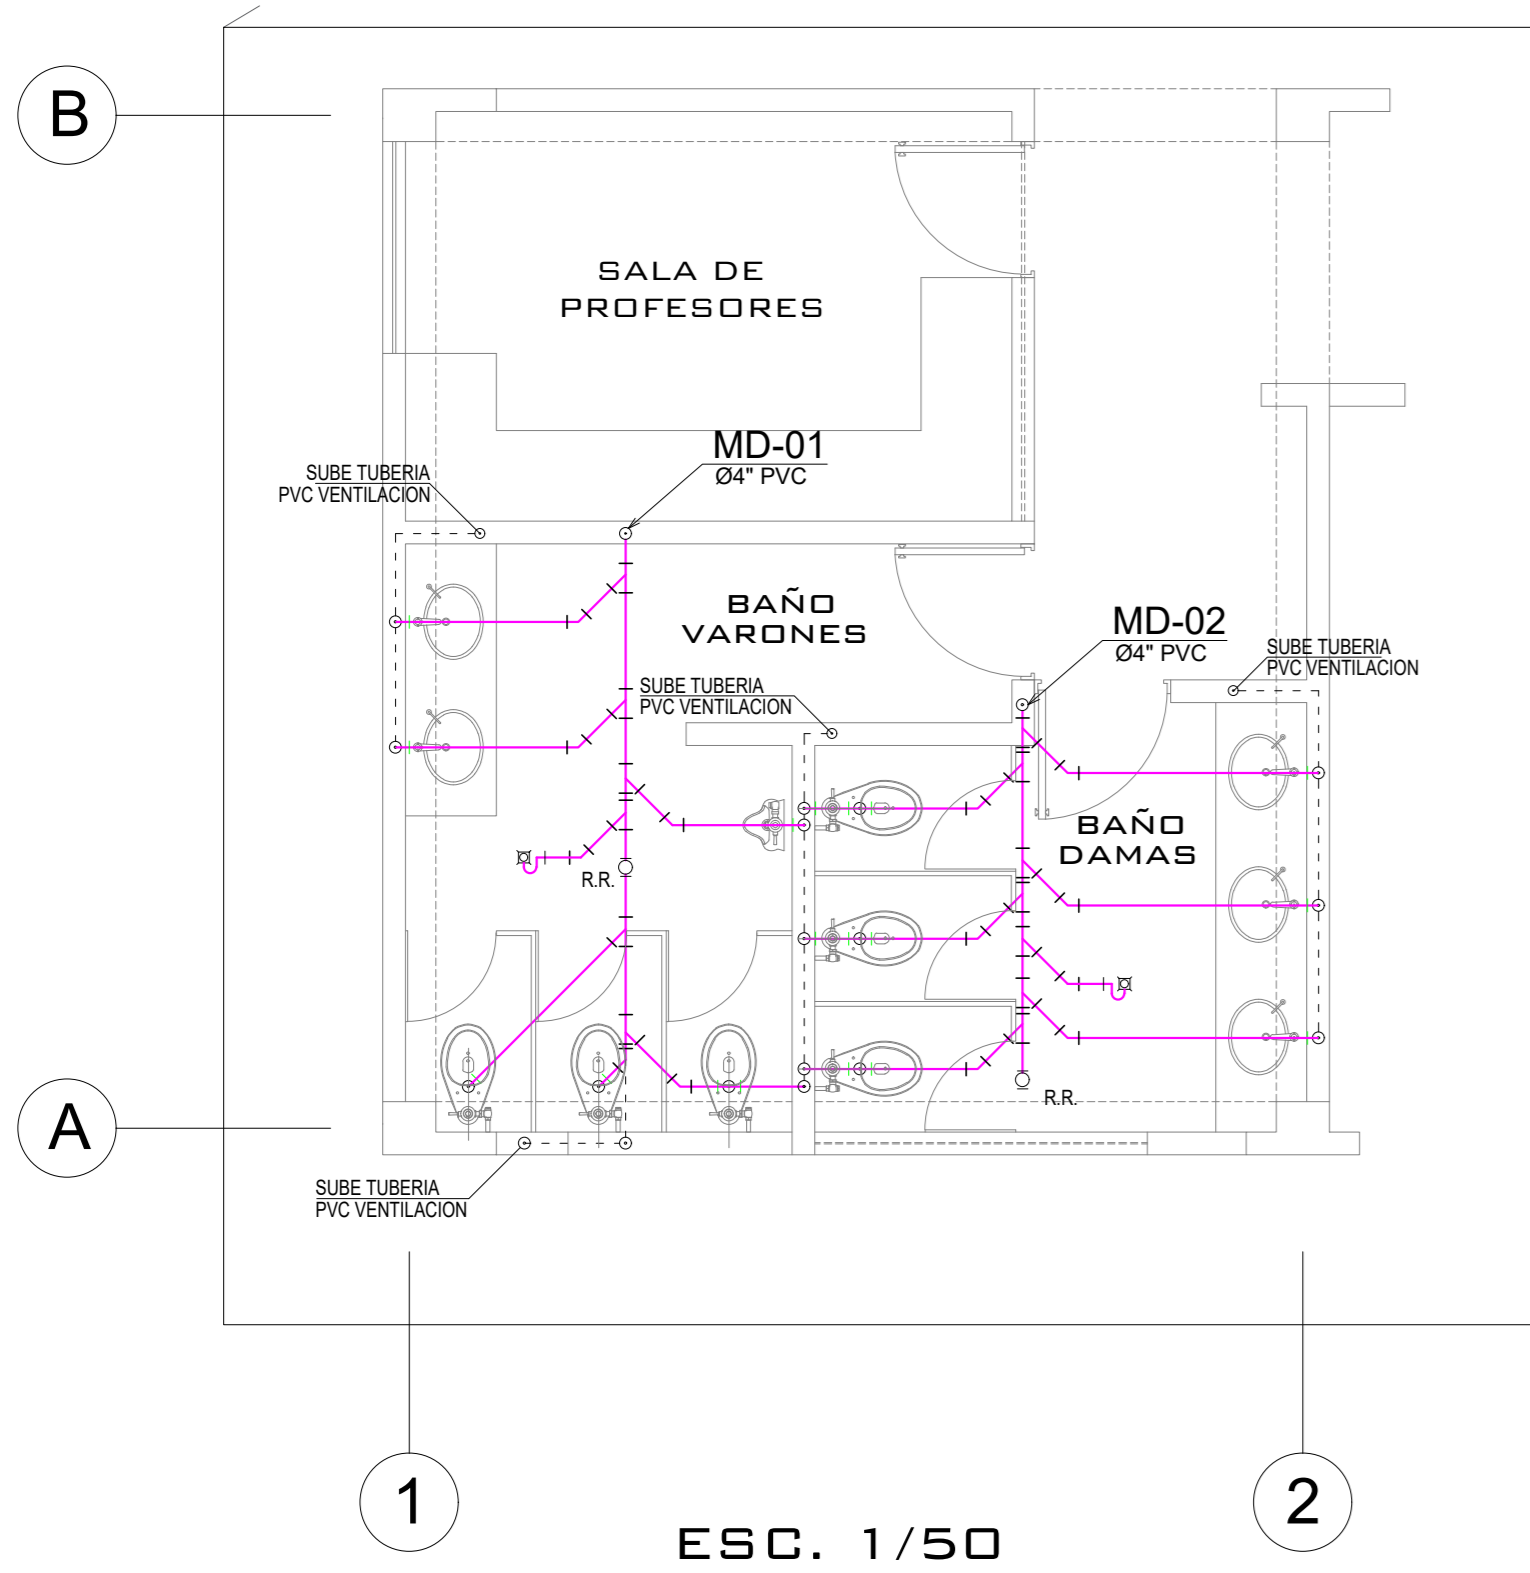 B
SALA DE
PROFESORES
MD-01
Ø4" PVC
SUBE TUBERIA
PVC VENTILACION
BAÑO
VARONES
MD-02
Ø4" PVC
SUBE TUBERIA
PVC VENTILACION
SUBE TUBERIA
PVC VENTILACION
BAÑO
DAMAS
R.R.
R.R.
A
SUBE TUBERIA
PVC VENTILACION
1
2
ESC. 1/50